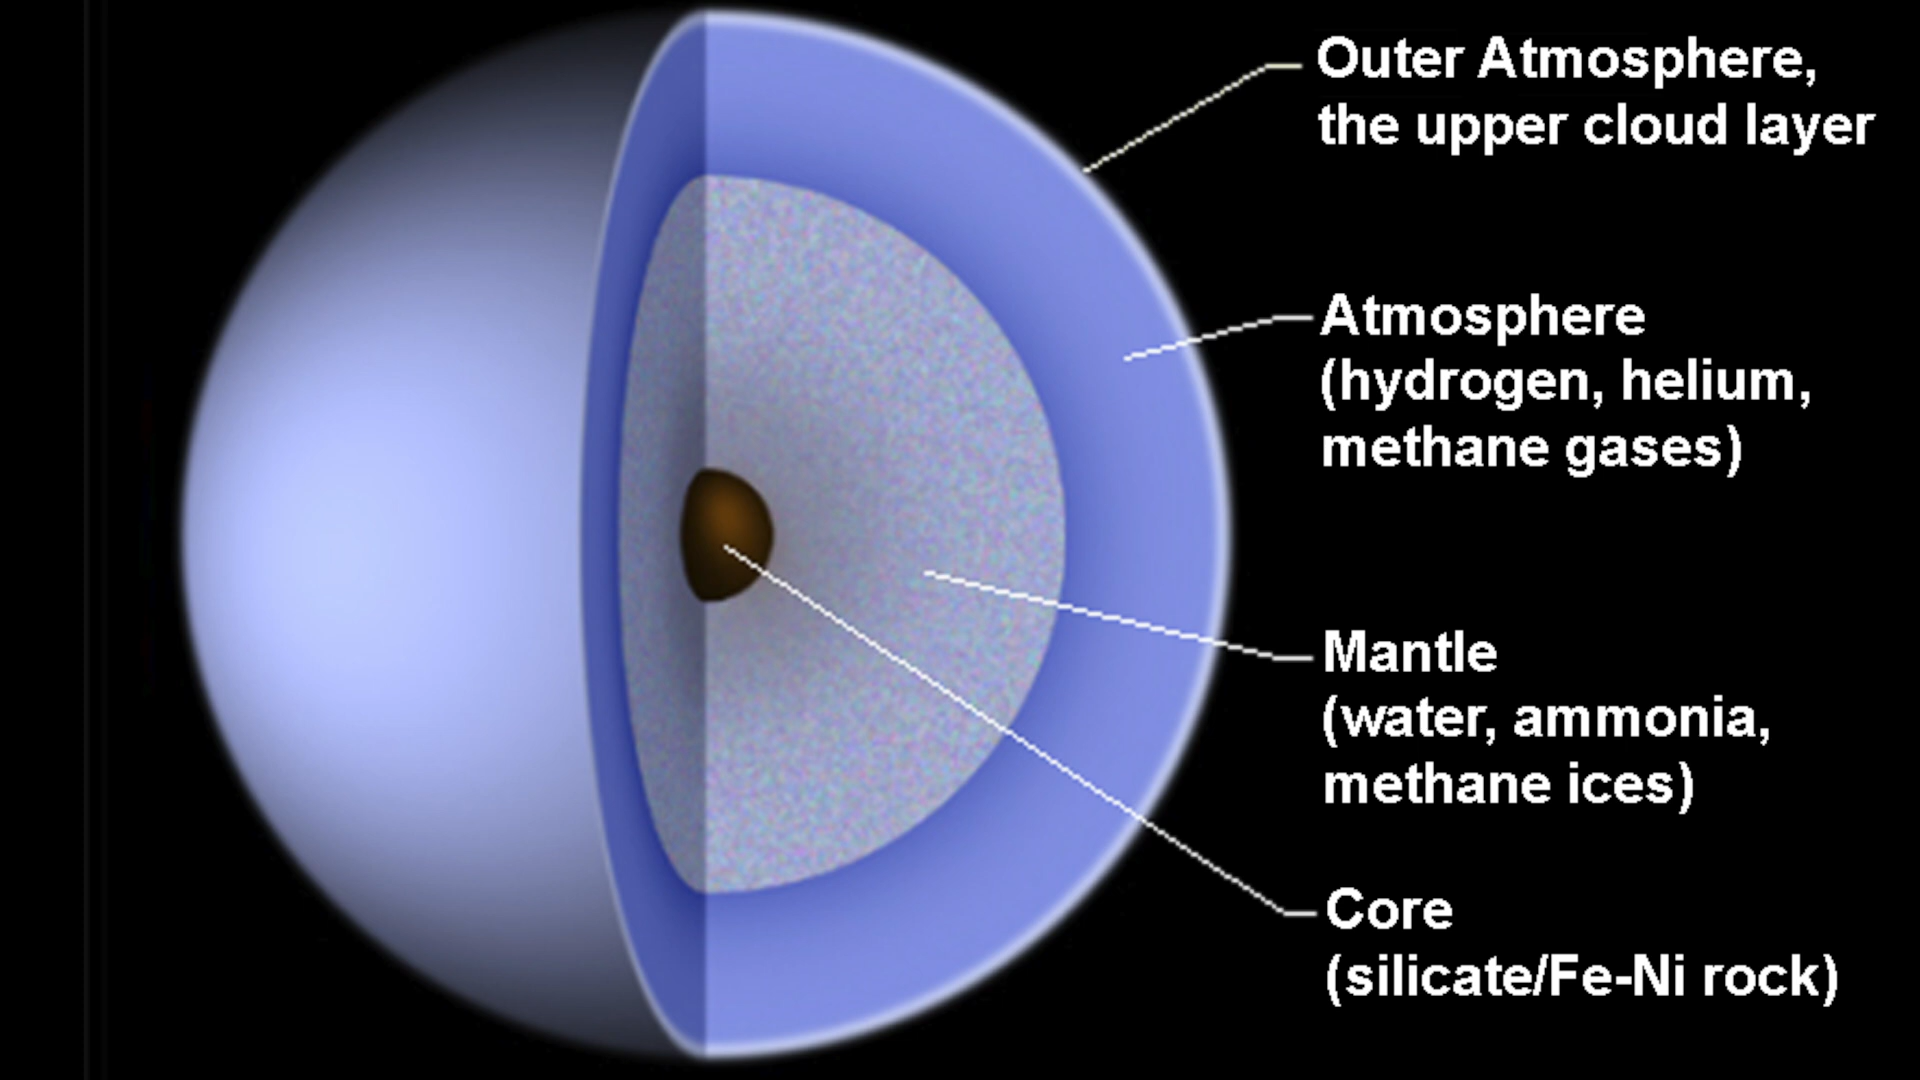 Outer Atmosphere,
the upper cloud layer
Atmosphere
(hydrogen, helium,
methane gases)
Mantle
(water, ammonia,
methane ices)
Core
(silicate/Fe-Ni rock)